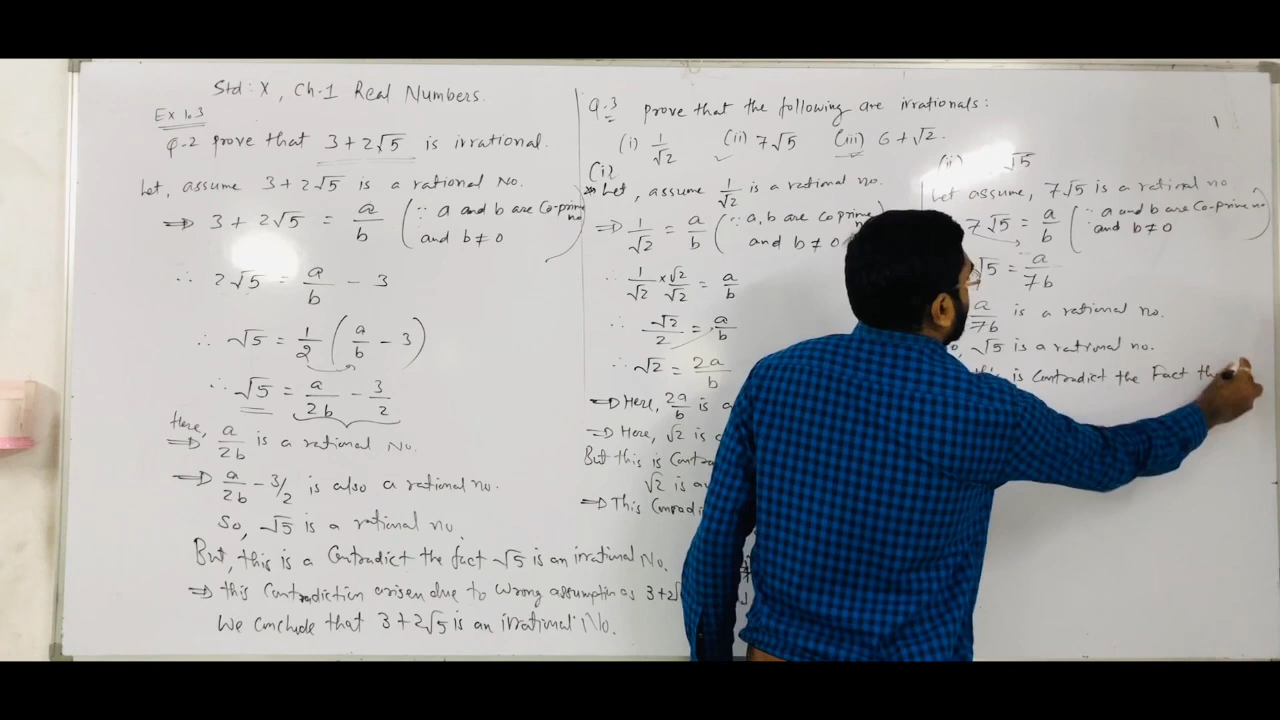 Std : X , Ch-1 Real Numbers.
Ex 1.3
Q.2 prove that 3+2√5 is irrational.
Let, assume 3+2√5 is a rational No.
⇒ 3+2√5 = a/b (∵ a and b are Co-prime no
and b≠0)
∴ 2√5 = a/b - 3
∴ √5 = 1/2 (a/b - 3)
∴ √5 = a/2b - 3/2
Here,
⇒ a/2b is a rational No.
⇒ a/2b - 3/2 is also a rational no.
So, √5 is a rational no.
But, this is a Contradict the fact √5 is an irrational No.
⇒ this Contradiction arisen due to wrong assumption as 3+2√
We conclude that 3+2√5 is an irrational No.
Q.3 prove that the following are irrationals :
(i) 1/√2 (ii) 7√5 (iii) 6+√2.
(i)
Let, assume 1/√2 is a rational no.
⇒ 1/√2 = a/b (∵ a, b are Coprime
and b≠0
∴ 1/√2 × √2/√2 = a/b
∴ √2/2 = a/b
∴ √2 = 2a/b
⇒ Here, 2a/b is a
⇒ Here, √2 is
But this is Contra
√2 is
⇒ This
1
(ii) √5
Let assume, 7√5 is a rational no.
7√5 = a/b (∵ a and b are Co-prime no
and b≠0)
√5 = a/7b
a/7b is a rational no.
√5 is a rational no.
this is Contradict the Fact th